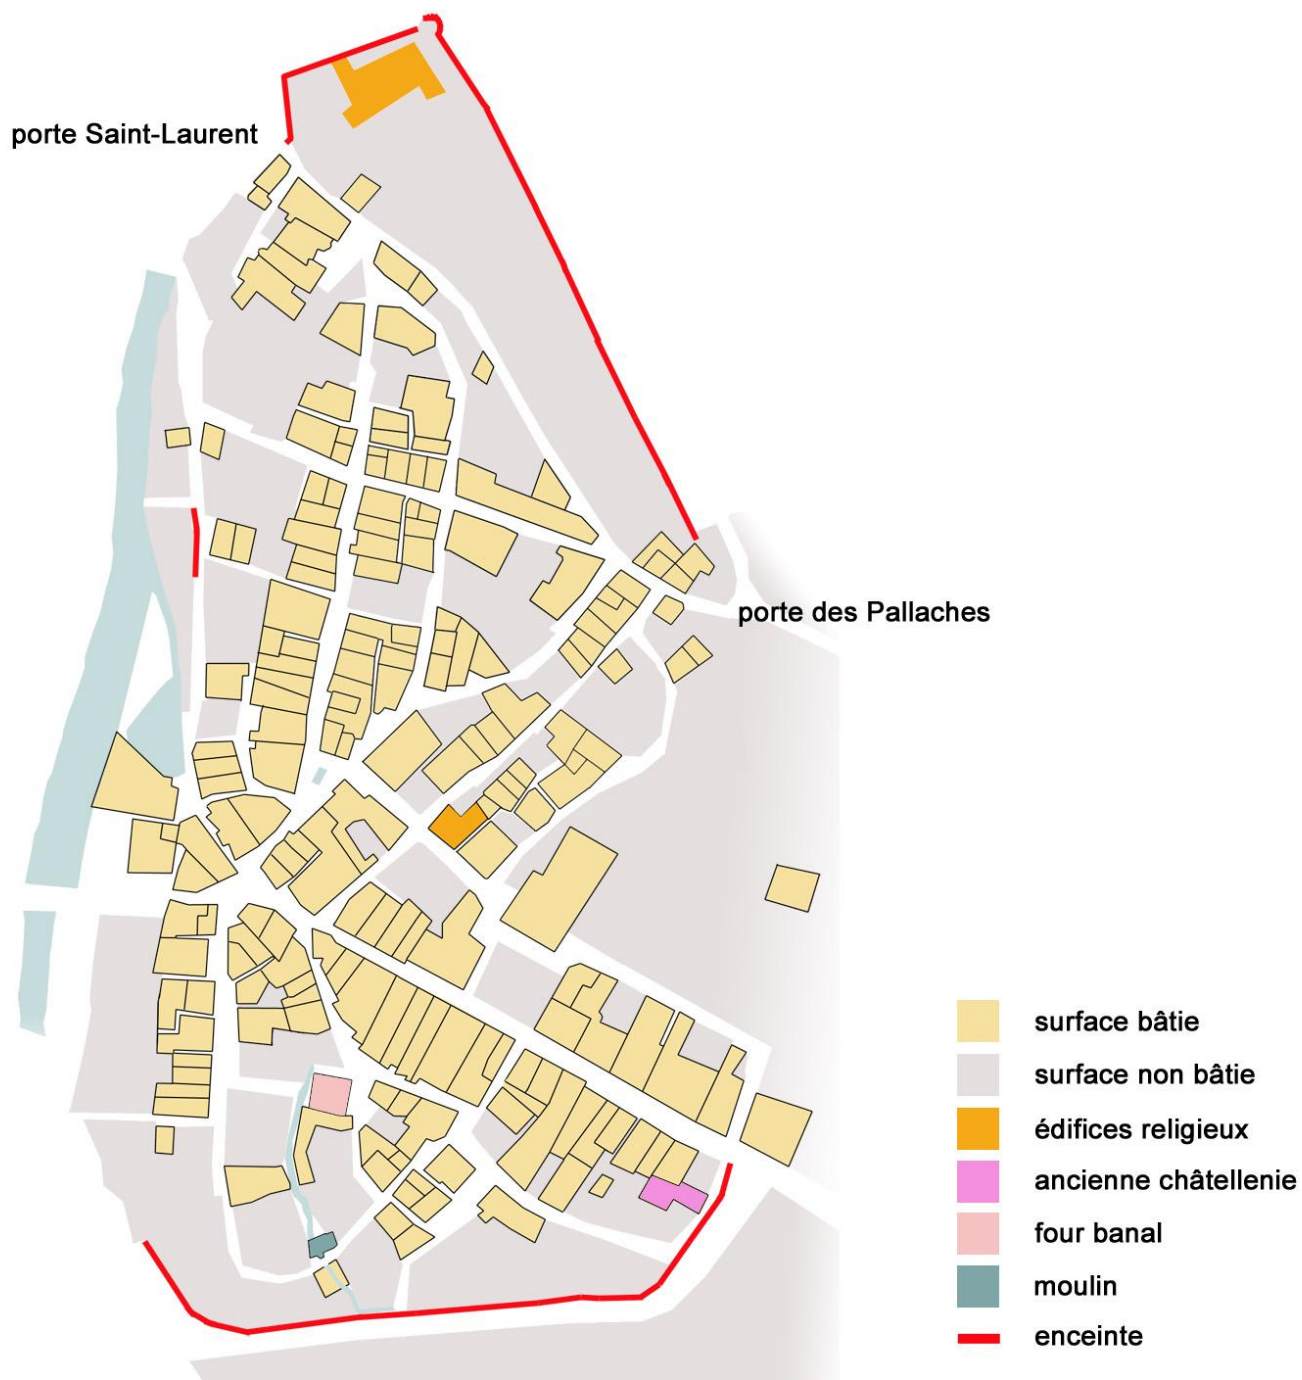 porte Saint-Laurent
porte des Pallaches
surface bâtie
surface non bâtie
édifices religieux
ancienne châtellenie
four banal
moulin
enceinte